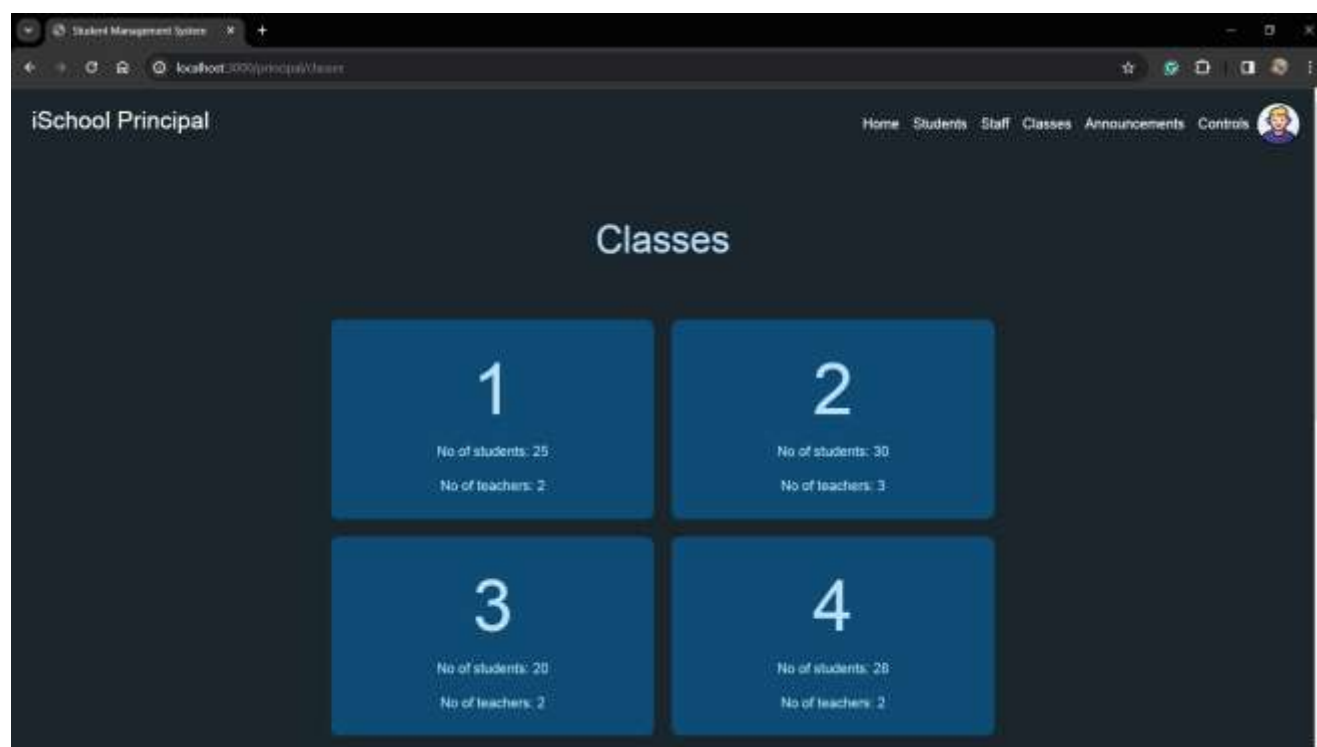 Student Management System
localhost:3000/principal/classes
iSchool Principal
Home Students Staff Classes Announcements Controls
Classes
1
No of students: 25
No of teachers: 2
2
No of students: 30
No of teachers: 3
3
No of students: 20
No of teachers: 2
4
No of students: 28
No of teachers: 2